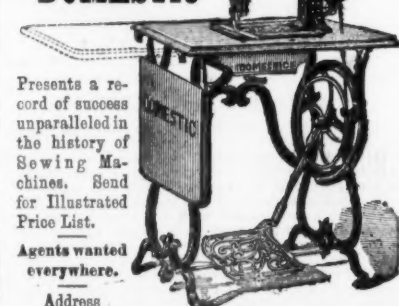 DOMESTIC
DOMESTIC
DOMESTIC
Presents a re-
cord of success
unparalleled in
the history of
Sewing Ma-
chines. Send
for Illustrated
Price List.
Agents wanted
everywhere.
Address